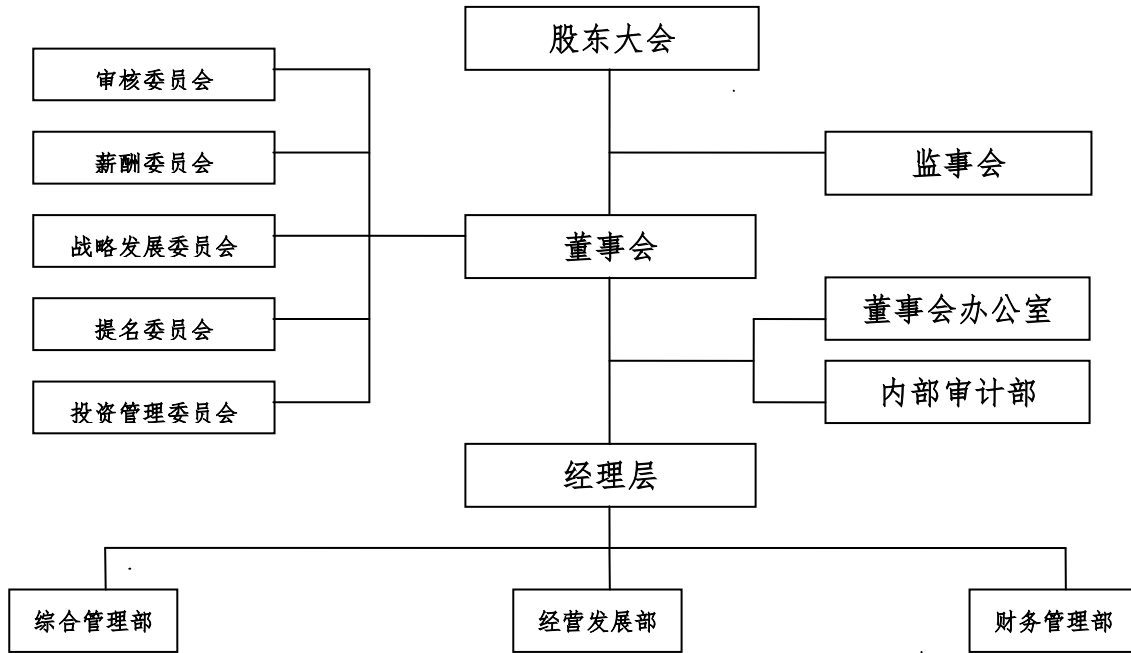 股东大会
审核委员会
薪酬委员会
监事会
战略发展委员会
董事会
提名委员会
董事会办公室
投资管理委员会
内部审计部
经理层
综合管理部
经营发展部
财务管理部